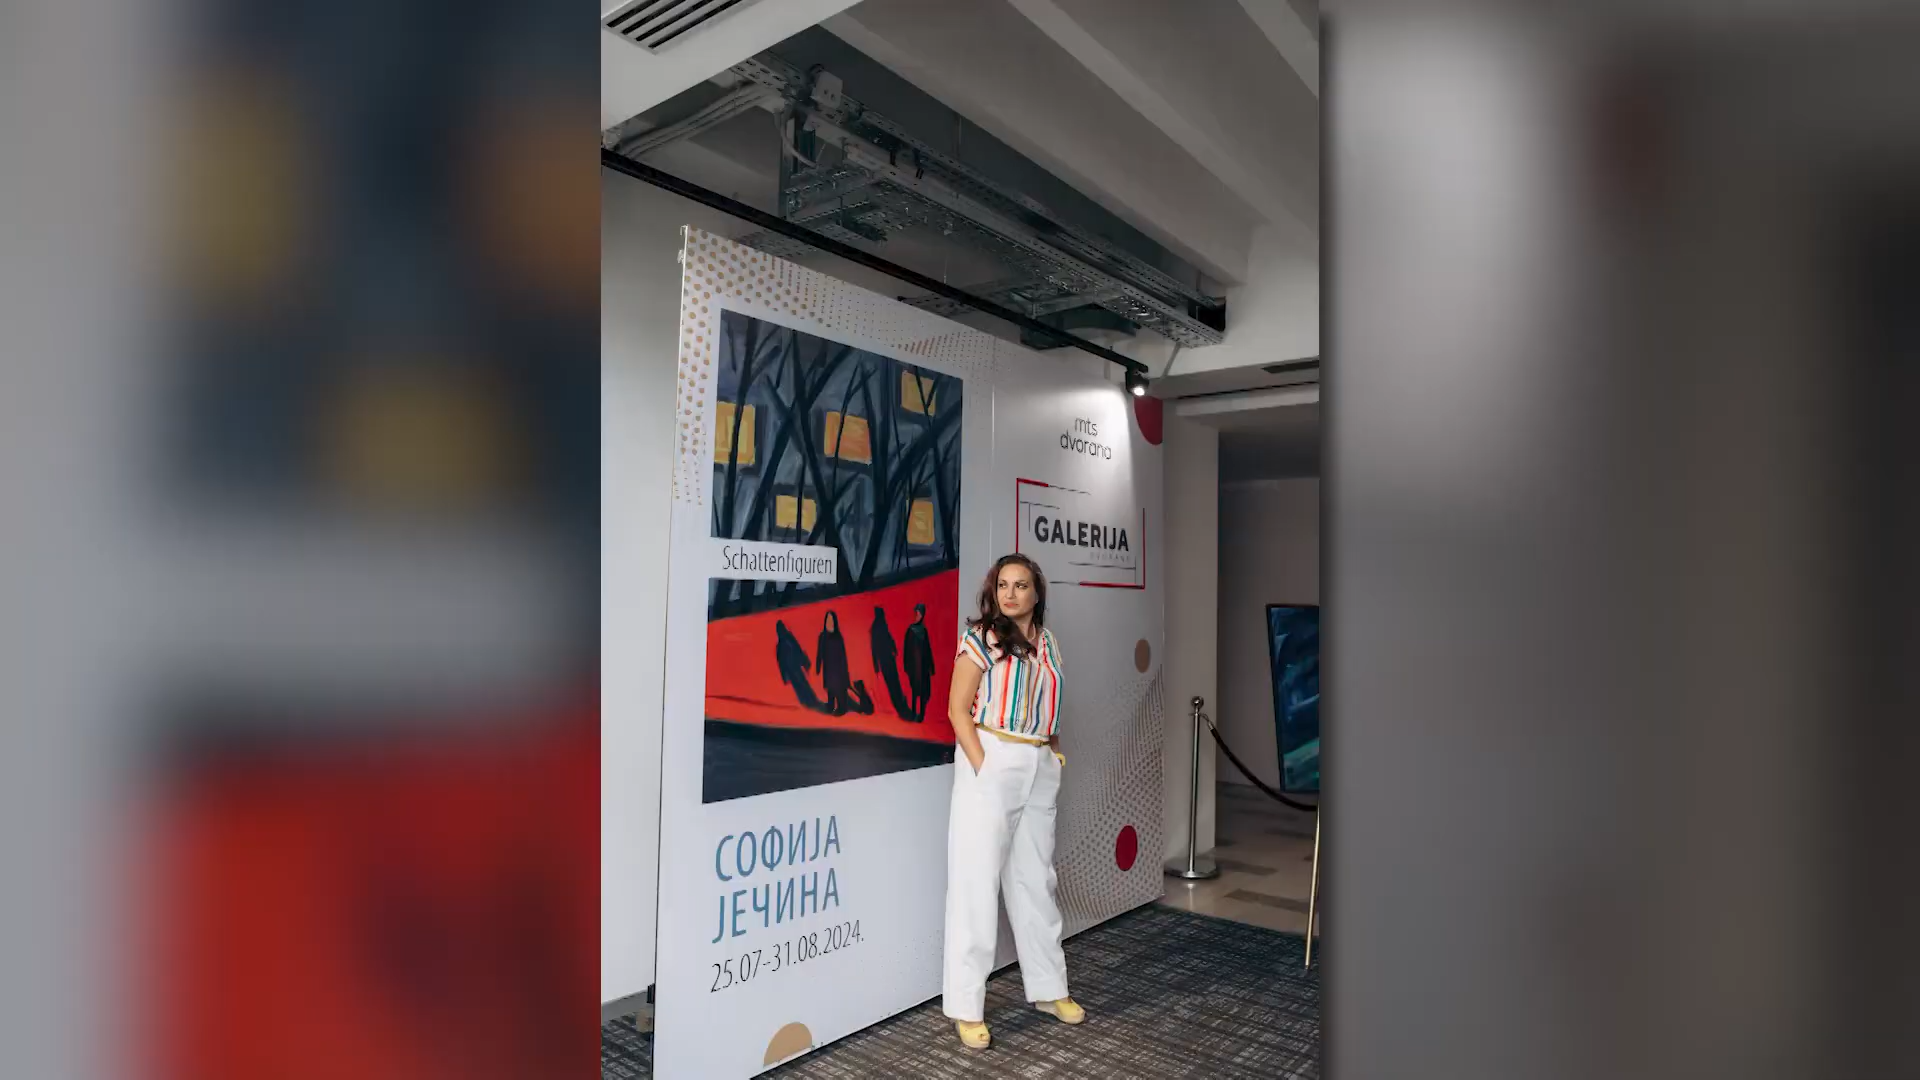 Schattenfiguren
СОФИЈА
ЈЕЧИНА
25.07-31.08.2024.
mts
dvorana
GALERIJA